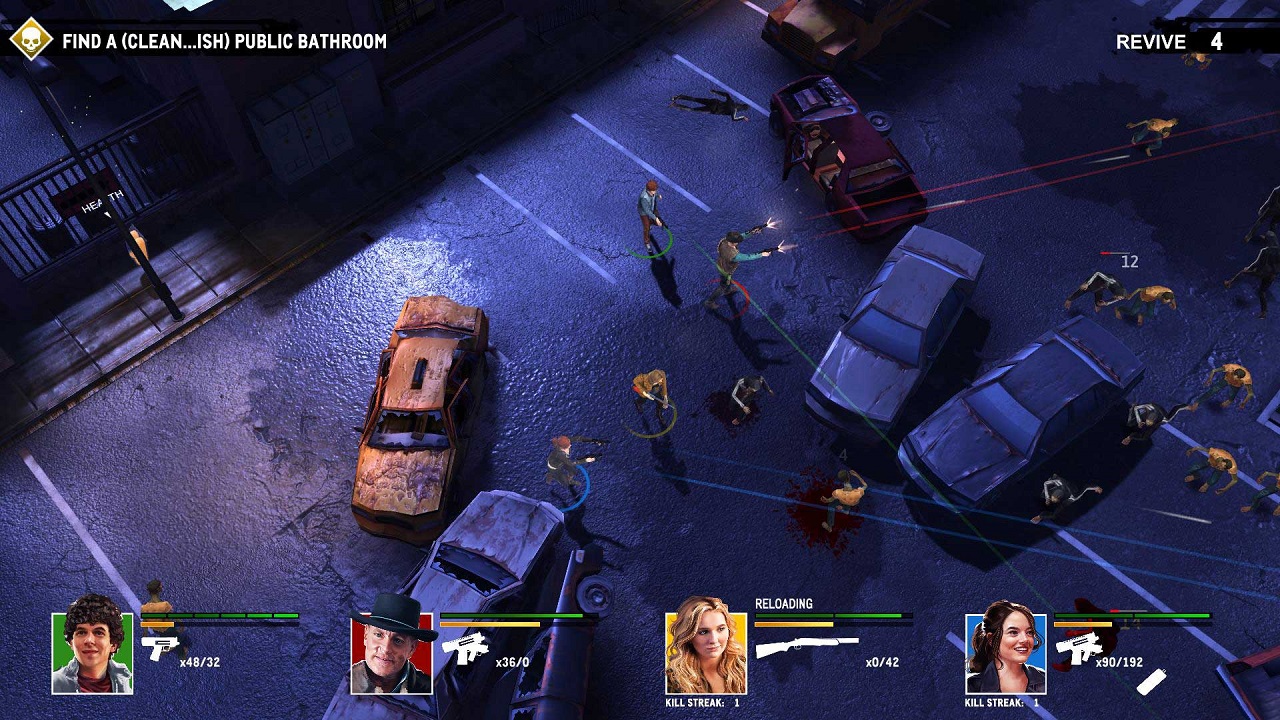 FIND A (CLEAN...ISH) PUBLIC BATHROOM
REVIVE 4
HEALTH
12
4
RELOADING
x48/32
x36/0
x0/42
x90/192
KILL STREAK: 1
KILL STREAK: 1